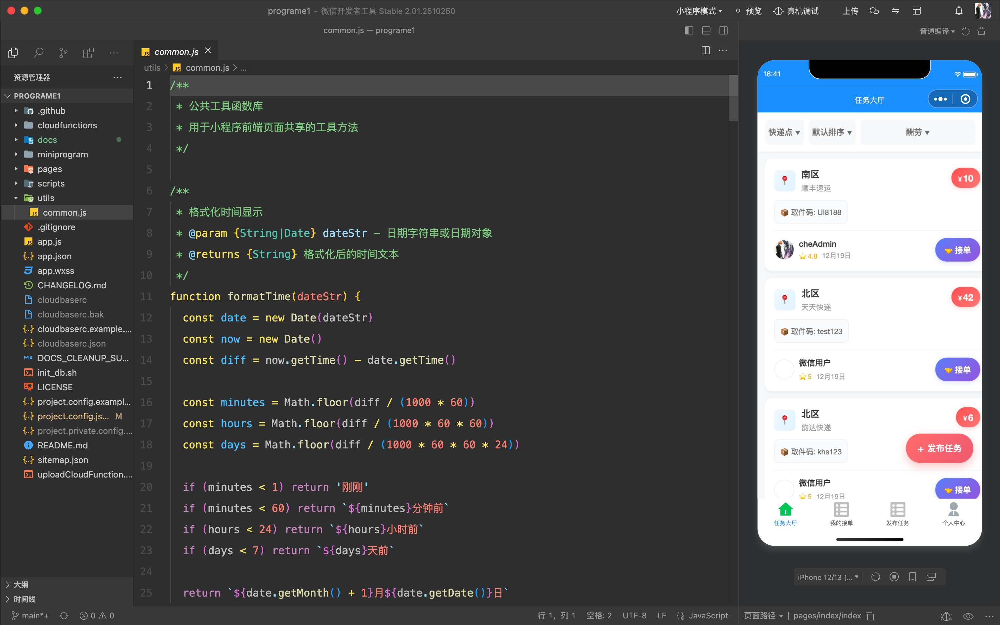 programe1 - 微信开发者工具 Stable 2.01.2510250
小程序模式
预览
真机调试
上传
common.js — programe1
普通编译
资源管理器
PROGRAME1
.github
cloudfunctions
docs
miniprogram
pages
scripts
utils
common.js
.gitignore
app.js
app.json
app.wxss
CHANGELOG.md
cloudbaserc
cloudbaserc.bak
cloudbaserc.example....
cloudbaserc.json
DOCS_CLEANUP_SU...
init_db.sh
LICENSE
project.config.exampl...
project.config.js... M
project.private.config....
README.md
sitemap.json
uploadCloudFunction....
大纲
时间线
common.js
utils > common.js > ...
1 /**
2 * 公共工具函数库
3 * 用于小程序前端页面共享的工具方法
4 */
5
6 /**
7 * 格式化时间显示
8 * @param {String|Date} dateStr - 日期字符串或日期对象
9 * @returns {String} 格式化后的时间文本
10 */
11 function formatTime(dateStr) {
12 const date = new Date(dateStr)
13 const now = new Date()
14 const diff = now.getTime() - date.getTime()
15
16 const minutes = Math.floor(diff / (1000 * 60))
17 const hours = Math.floor(diff / (1000 * 60 * 60))
18 const days = Math.floor(diff / (1000 * 60 * 60 * 24))
19
20 if (minutes < 1) return '刚刚'
21 if (minutes < 60) return `${minutes}分钟前`
22 if (hours < 24) return `${hours}小时前`
23 if (days < 7) return `${days}天前`
24
25 return `${date.getMonth() + 1}月${date.getDate()}日`
16:41
任务大厅
快递点 ▼
默认排序 ▼
酬劳 ▼
南区
¥10
顺丰速运
取件码: UI8188
cheAdmin
4.8 12月19日
接单
北区
¥42
天天快递
取件码: test123
微信用户
5 12月19日
接单
北区
¥6
韵达快递
取件码: khs123
+ 发布任务
微信用户
5 12月19日
接单
任务大厅
我的接单
发布任务
个人中心
iPhone 12/13 (...
main*+
0
0
行 1，列 1
空格: 2
UTF-8
LF
JavaScript
页面路径
pages/index/index